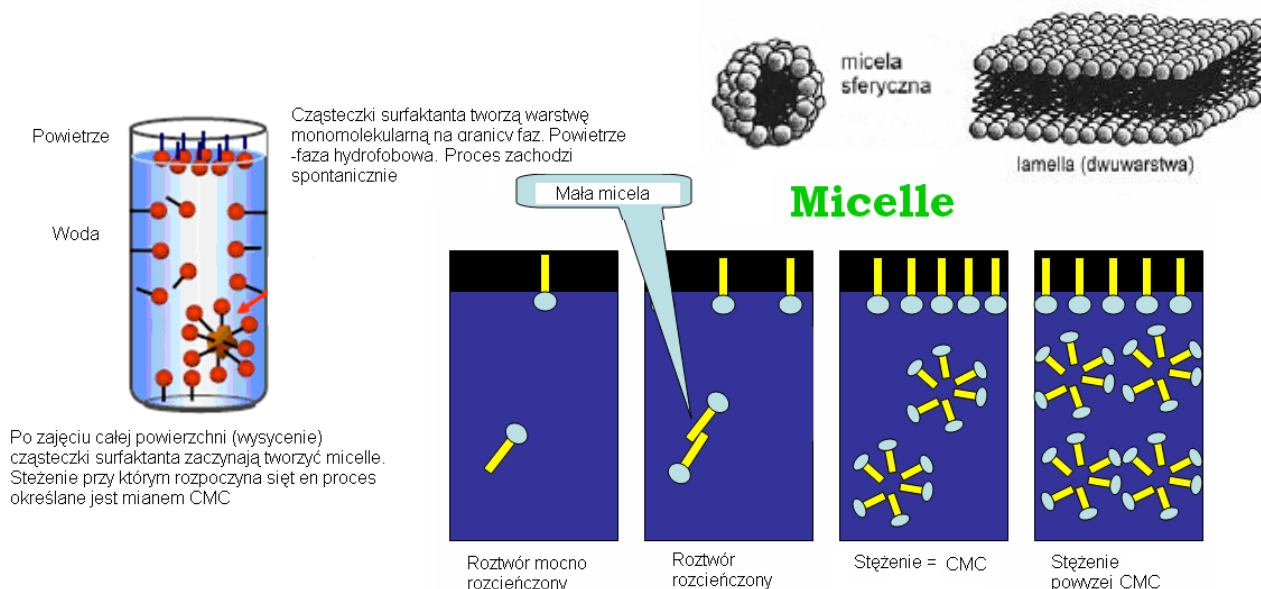 micela
sferyczna
lamella (dwuwarstwa)
Powietrze
Cząsteczki surfaktanta tworzą warstwę
monomolekularną na granicy faz. Powietrze
-faza hydrofobowa. Proces zachodzi
spontanicznie
Mała micela
Micelle
Woda
Po zajęciu całej powierzchni (wysycenie)
cząsteczki surfaktanta zaczynają tworzyć micelle.
Steżenie przy którym rozpoczyna sięt en proces
określane jest mianem CMC
Roztwór mocno
rozcieńczony
Roztwór
rozcieńczony
Stężenie = CMC
Stężenie
powyzej CMC